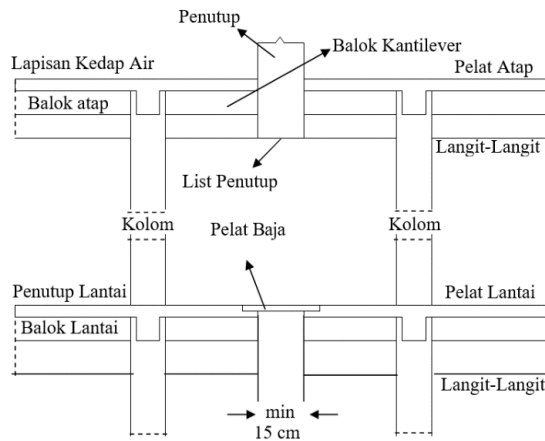 Penutup
Balok Kantilever
Lapisan Kedap Air
Pelat Atap
Balok atap
Langit-Langit
List Penutup
Kolom
Kolom
Pelat Baja
Penutup Lantai
Pelat Lantai
Balok Lantai
Langit-Langit
min
15 cm